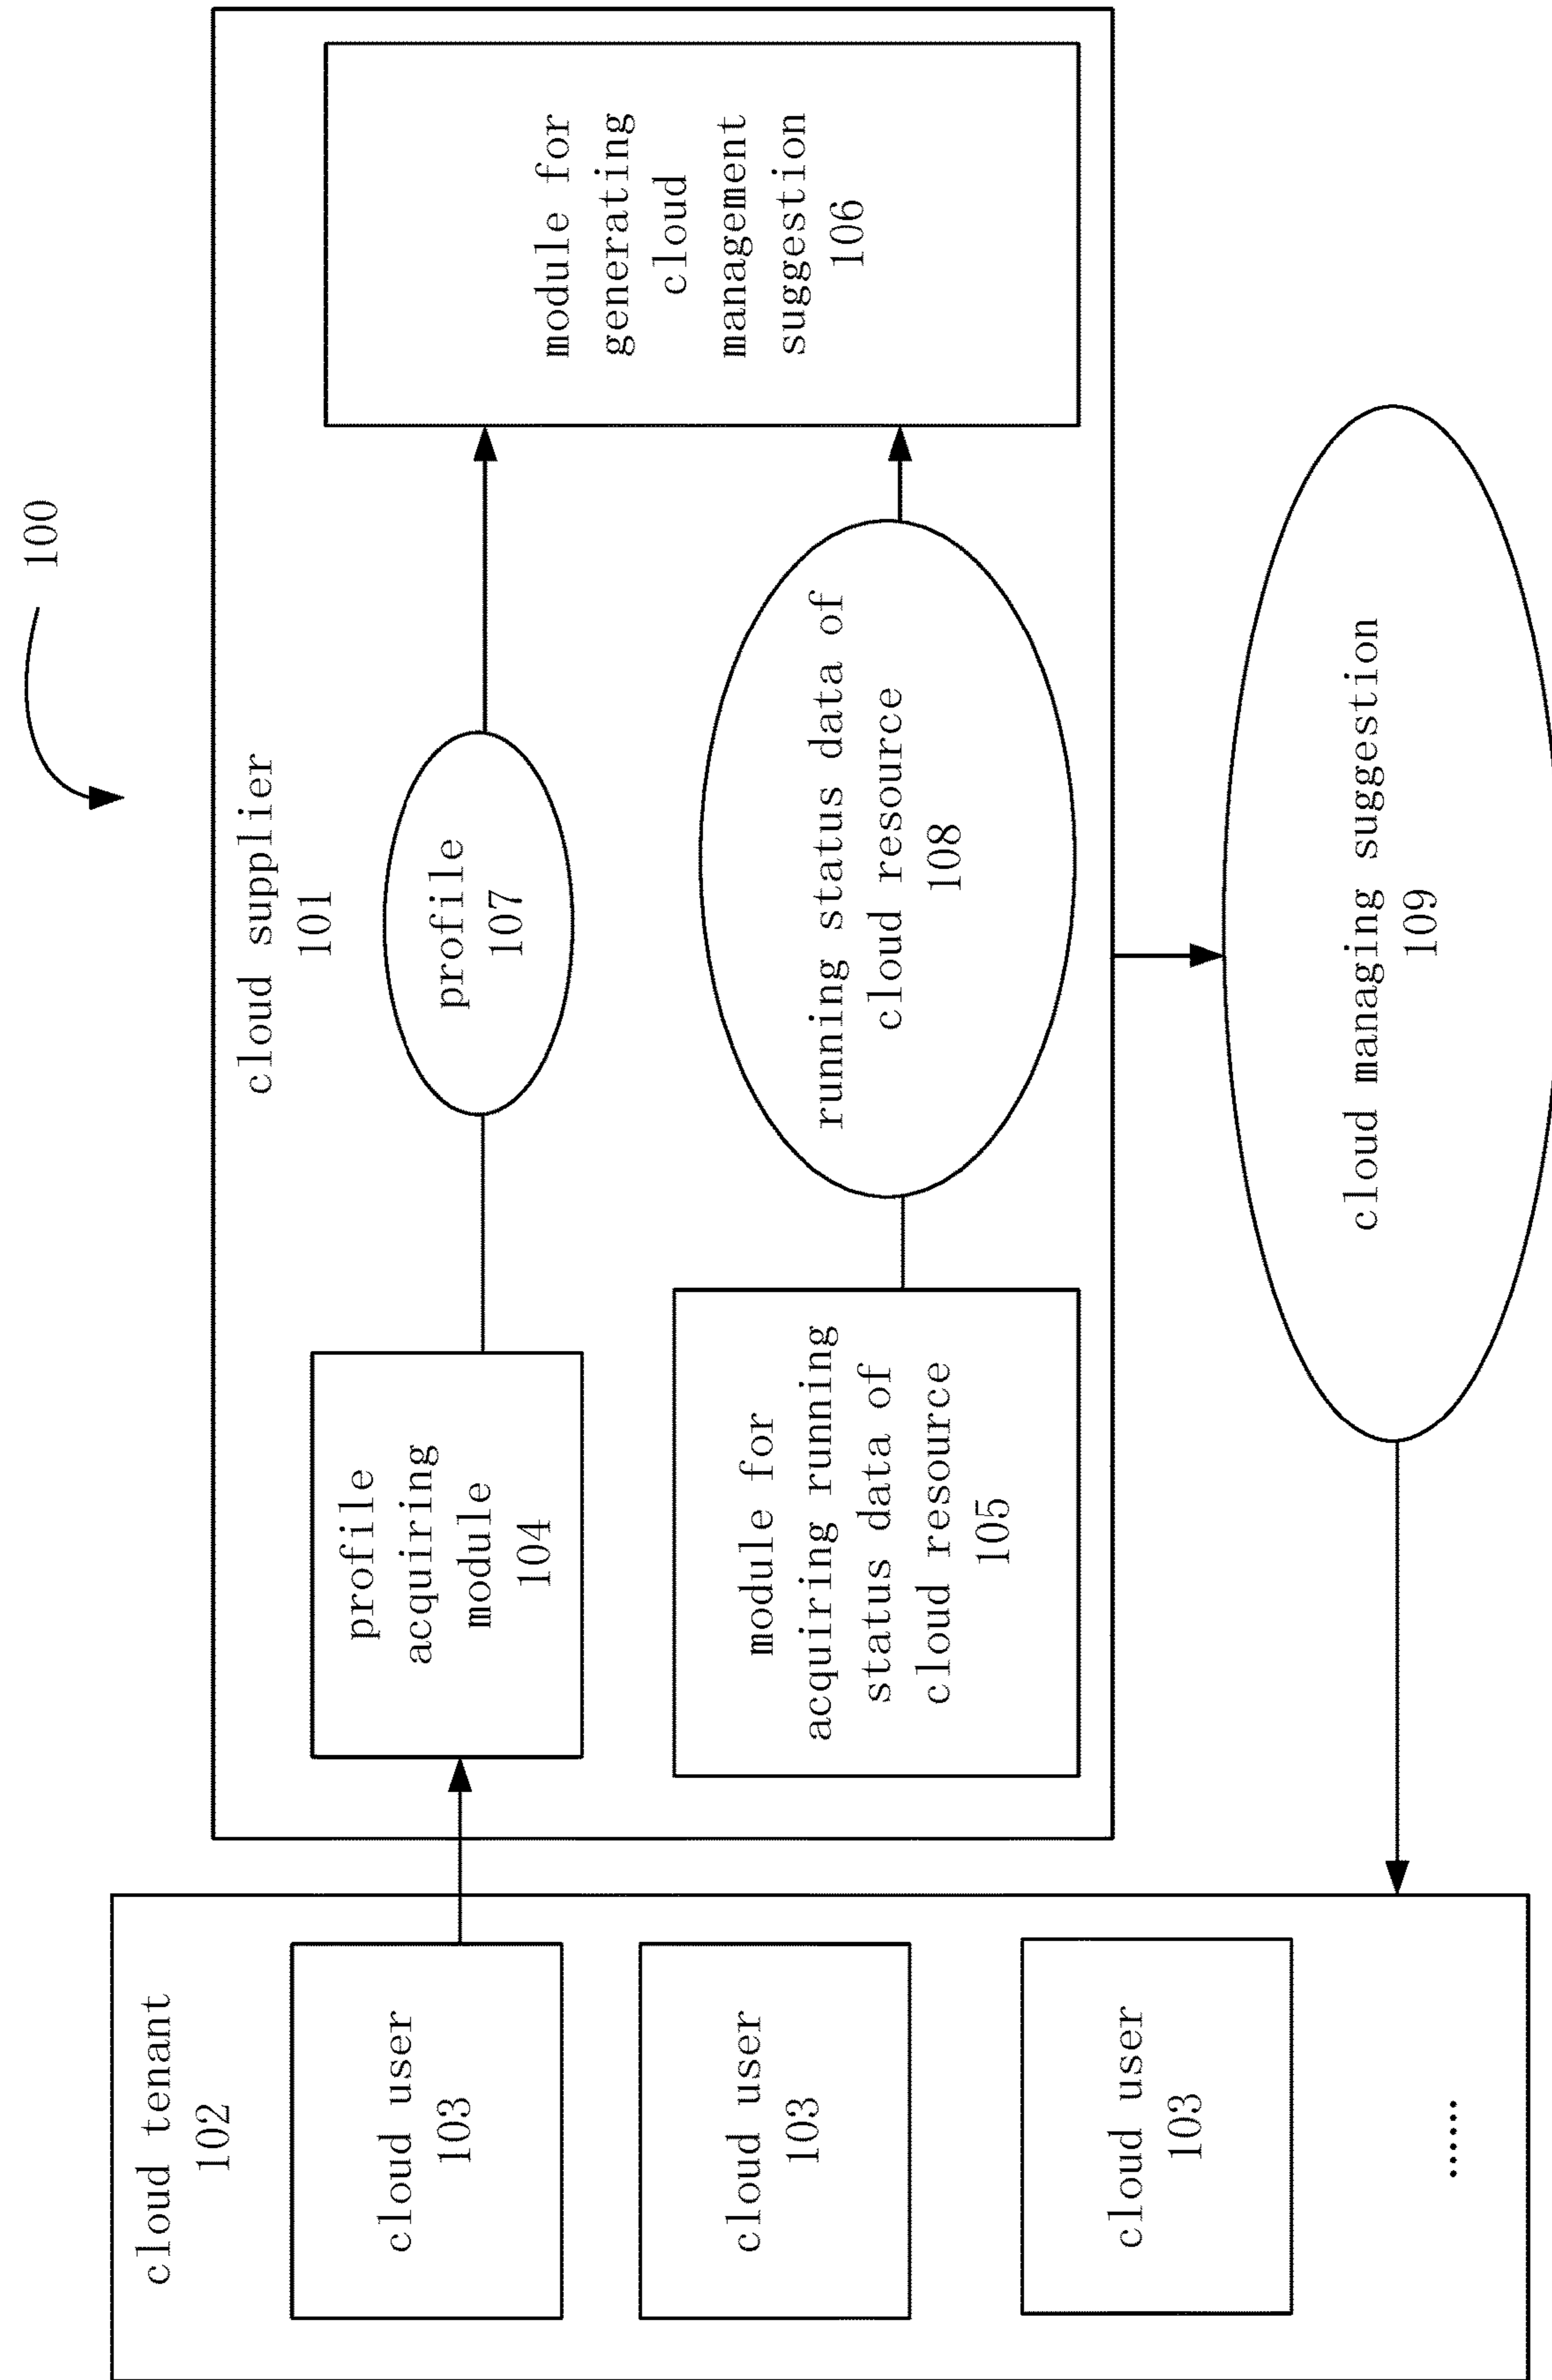 100
cloud tenant
102
cloud user
103
cloud user
103
cloud user
103
......
cloud supplier
101
profile
acquiring
module
104
profile
107
module for
acquiring running
status data of
cloud resource
105
running status data of
cloud resource
108
module for
generating
cloud
management
suggestion
106
cloud managing suggestion
109